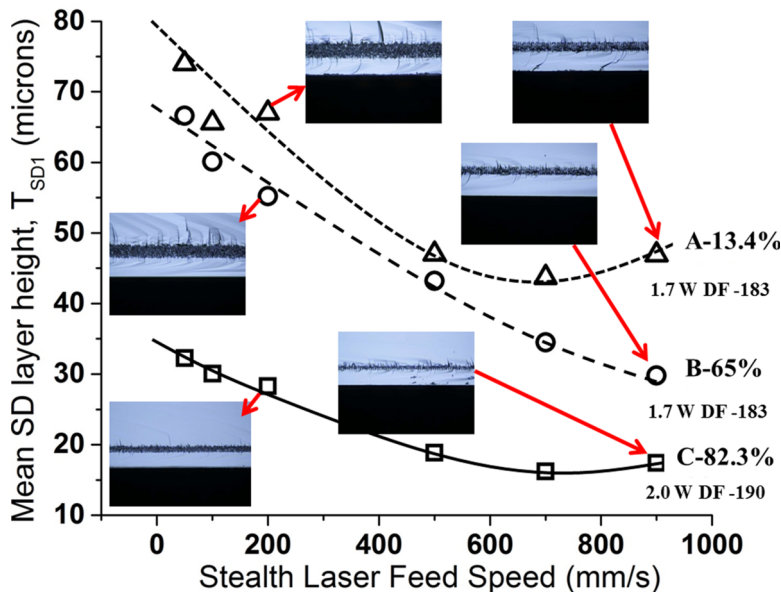 80
70
60
50
40
30
20
10
Mean SD layer height, T_SD1 (microns)
A-13.4%
1.7 W DF -183
B-65%
1.7 W DF -183
C-82.3%
2.0 W DF -190
0 200 400 600 800 1000
Stealth Laser Feed Speed (mm/s)